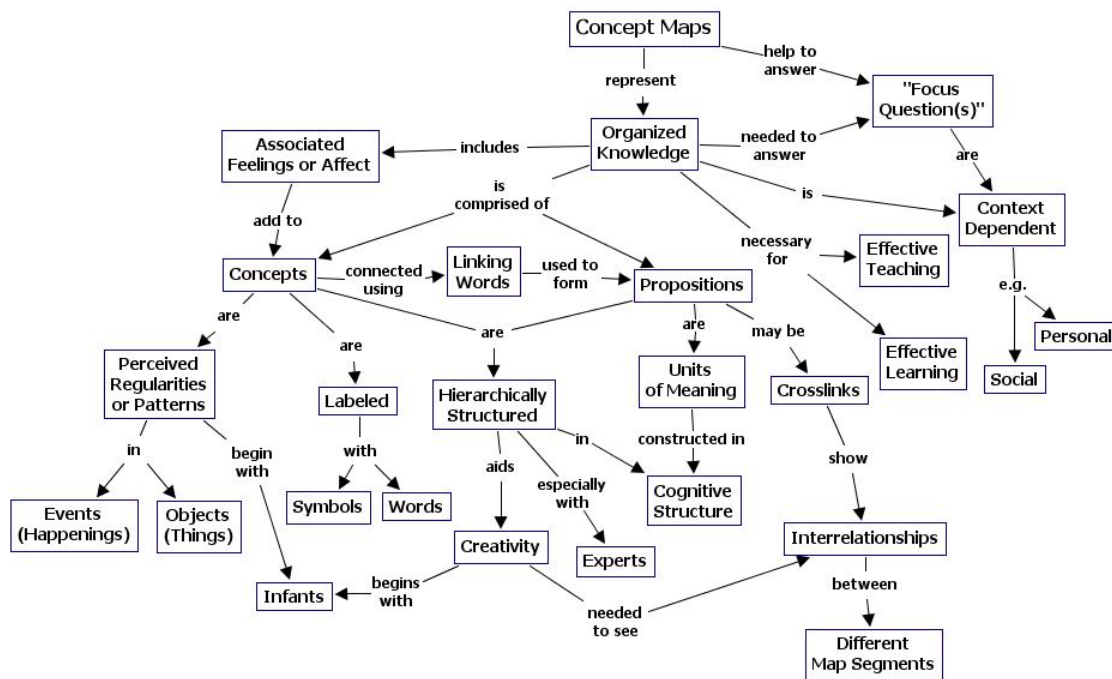 Concept Maps
help to
answer
represent
"Focus
Question(s)"
Associated
Feelings or Affect
includes
Organized
Knowledge
needed to
answer
are
is
comprised of
is
Context
Dependent
add to
necessary
for
Effective
Teaching
Concepts
connected
using
Linking
Words
used to
form
Propositions
e.g.
are
are
are
are
may be
Personal
Perceived
Regularities
or Patterns
Labeled
Hierarchically
Structured
Units
of Meaning
Crosslinks
Effective
Learning
Social
in
begin
with
with
aids
in
constructed in
show
especially
with
Events
(Happenings)
Objects
(Things)
Symbols
Words
Cognitive
Structure
Creativity
Experts
Interrelationships
Infants
begins
with
needed
to see
between
Different
Map Segments